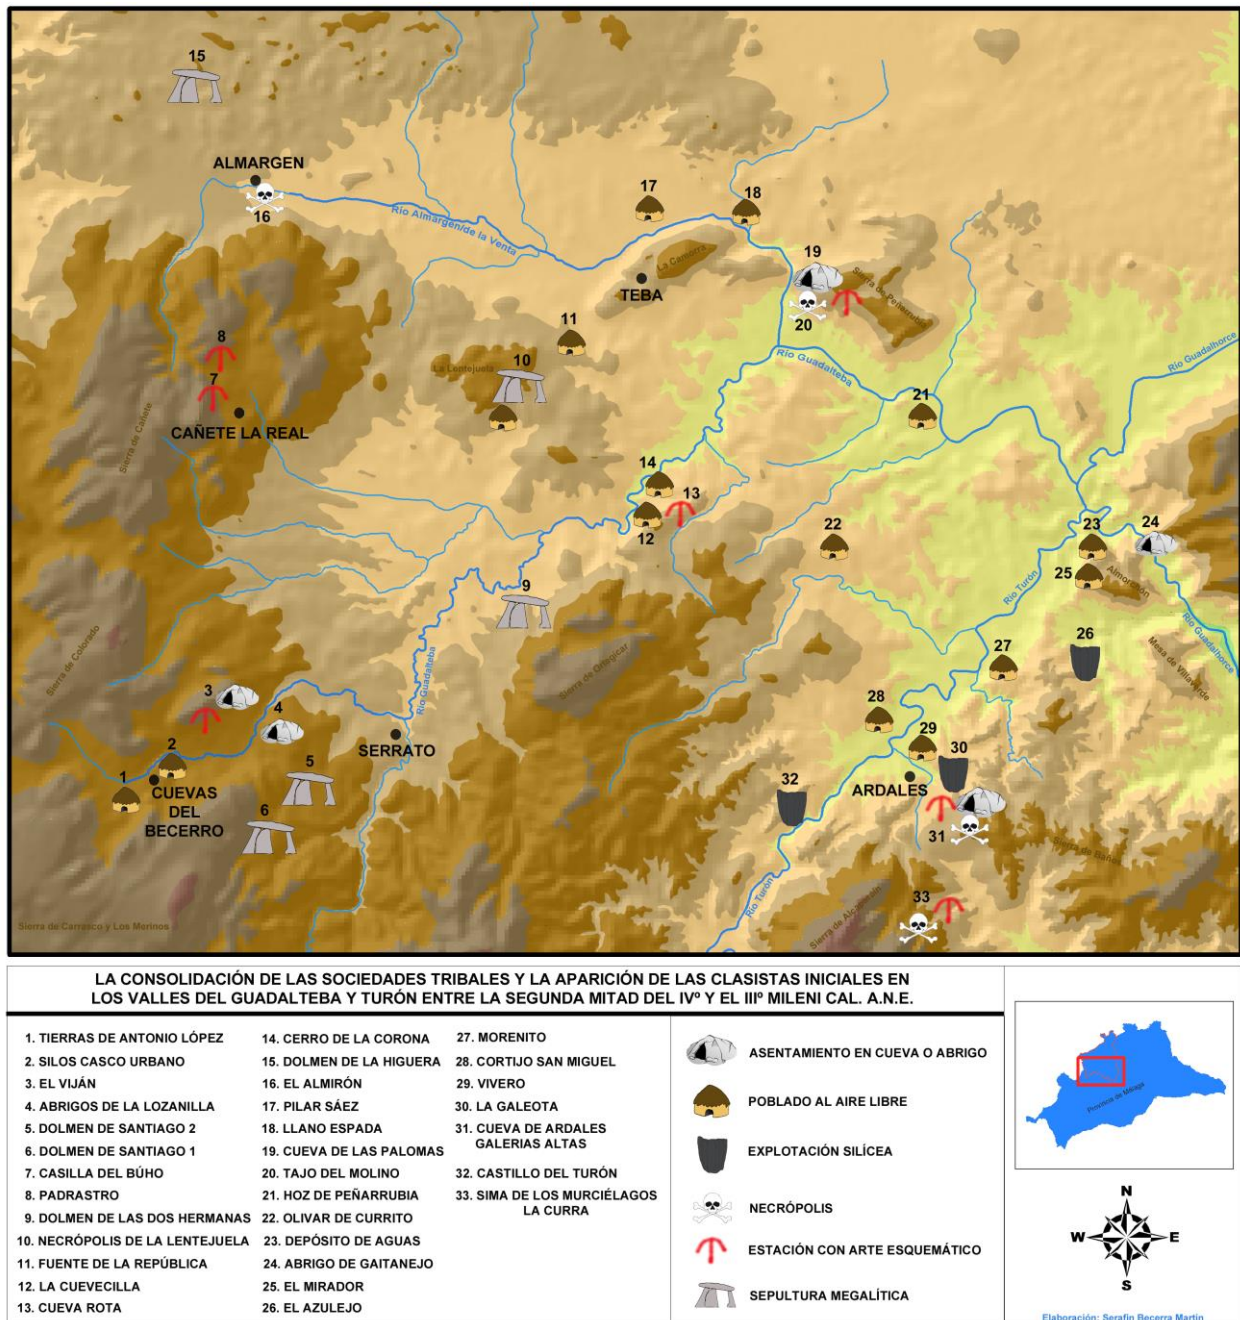 15
ALMARGEN
16
Río Almargen/de la Venta
17
18
La Camorra
TEBA
19
20
Sierra de Peñarrubia
8
7
CAÑETE LA REAL
Sierra de Cañete
11
10
La Lentejuela
Río Guadalteba
Río Guadalhorce
21
14
13
12
22
23
24
25
Almorchón
Río Turón
Río Guadalhorce
9
26
27
Mesa de Villaverde
Sierra de Colorado
Sierra de Ortegicar
Río Guadalteba
3
4
28
2
SERRATO
29
30
1
5
32
CUEVAS
DEL
BECERRO
6
ARDALES
31
Sierra de Baños
33
Sierra de Alcaparaín
Río Turón
Sierra de Carrasco y Los Merinos
LA CONSOLIDACIÓN DE LAS SOCIEDADES TRIBALES Y LA APARICIÓN DE LAS CLASISTAS INICIALES EN
LOS VALLES DEL GUADALTEBA Y TURÓN ENTRE LA SEGUNDA MITAD DEL IVº Y EL IIIº MILENI CAL. A.N.E.
1. TIERRAS DE ANTONIO LÓPEZ
2. SILOS CASCO URBANO
3. EL VIJÁN
4. ABRIGOS DE LA LOZANILLA
5. DOLMEN DE SANTIAGO 2
6. DOLMEN DE SANTIAGO 1
7. CASILLA DEL BÚHO
8. PADRASTRO
9. DOLMEN DE LAS DOS HERMANAS
10. NECRÓPOLIS DE LA LENTEJUELA
11. FUENTE DE LA REPÚBLICA
12. LA CUEVECILLA
13. CUEVA ROTA
14. CERRO DE LA CORONA
15. DOLMEN DE LA HIGUERA
16. EL ALMIRÓN
17. PILAR SÁEZ
18. LLANO ESPADA
19. CUEVA DE LAS PALOMAS
20. TAJO DEL MOLINO
21. HOZ DE PEÑARRUBIA
22. OLIVAR DE CURRITO
23. DEPÓSITO DE AGUAS
24. ABRIGO DE GAITANEJO
25. EL MIRADOR
26. EL AZULEJO
27. MORENITO
28. CORTIJO SAN MIGUEL
29. VIVERO
30. LA GALEOTA
31. CUEVA DE ARDALES
GALERIAS ALTAS
32. CASTILLO DEL TURÓN
33. SIMA DE LOS MURCIÉLAGOS
LA CURRA
ASENTAMIENTO EN CUEVA O ABRIGO
POBLADO AL AIRE LIBRE
EXPLOTACIÓN SILÍCEA
NECRÓPOLIS
ESTACIÓN CON ARTE ESQUEMÁTICO
SEPULTURA MEGALÍTICA
Provincia de Málaga
N
W
E
S
Elaboración: Serafín Becerra Martín